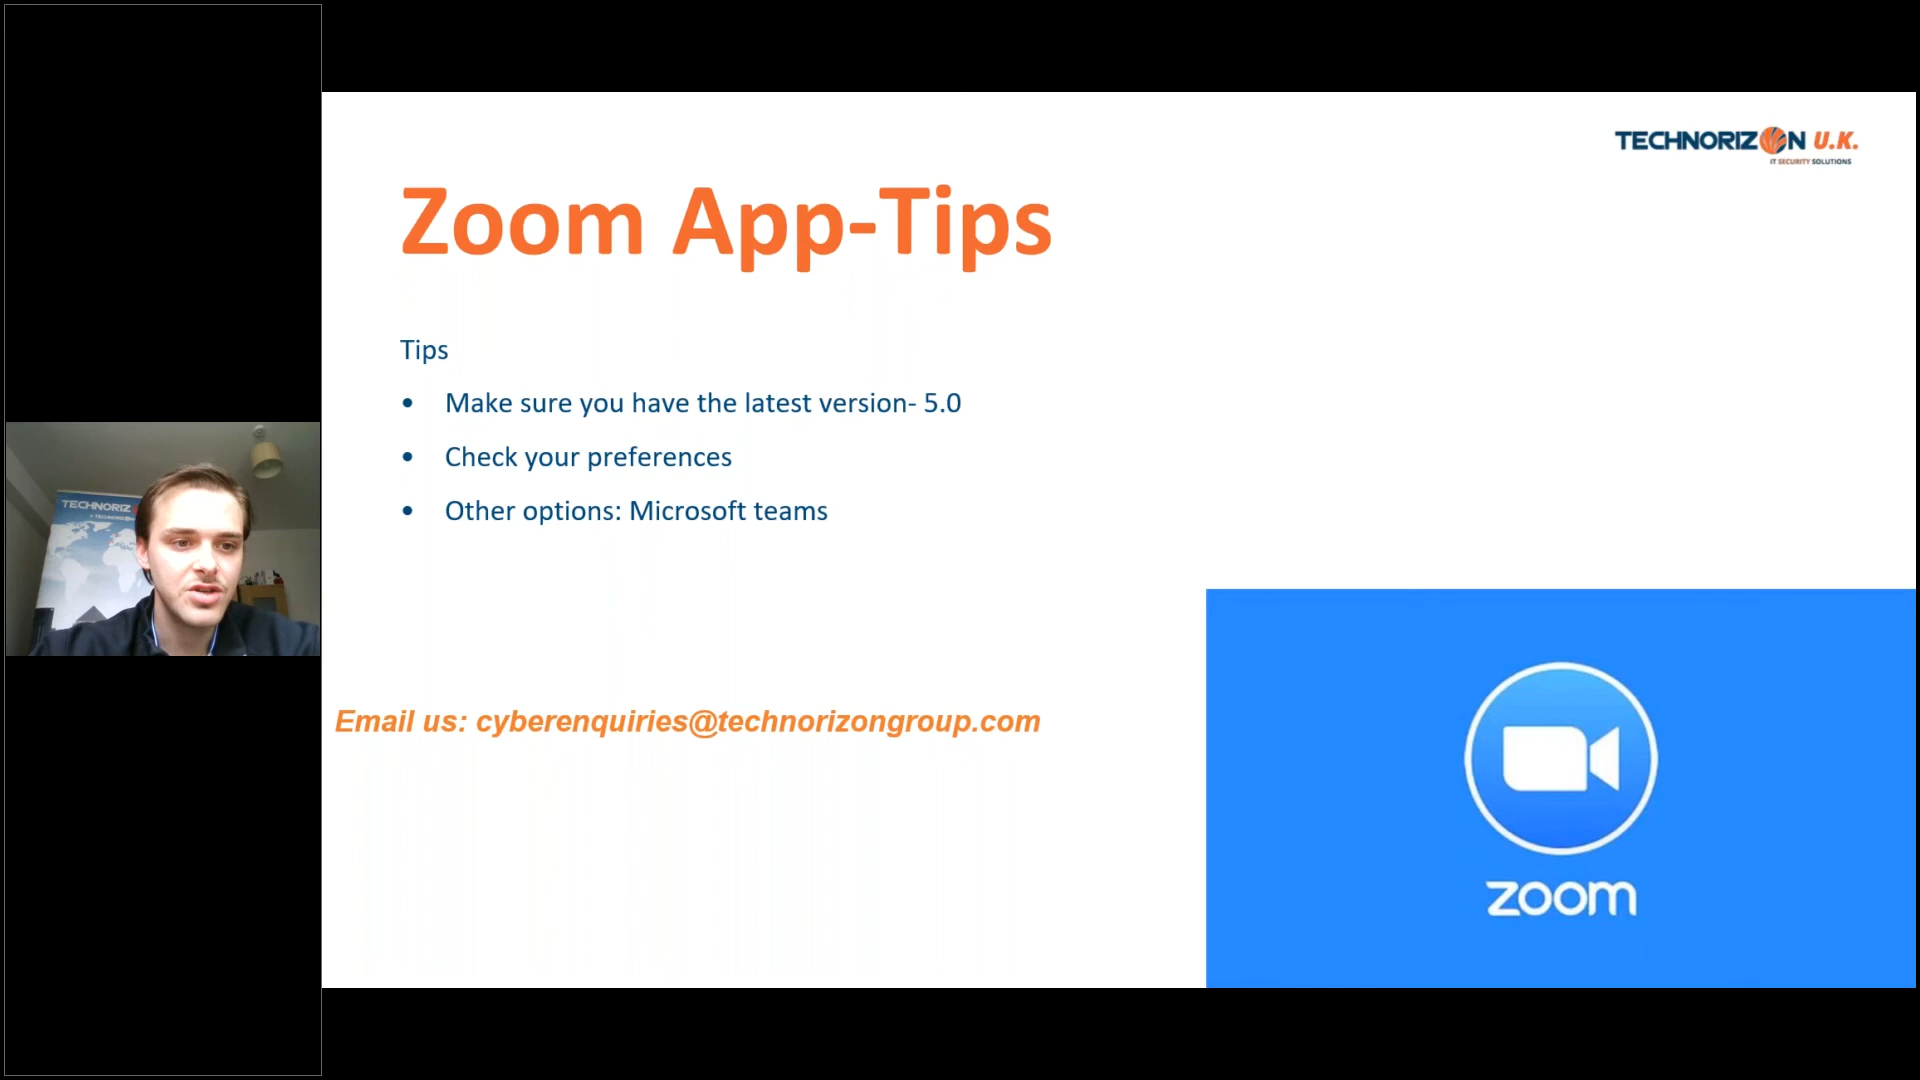 TECHNORIZON U.K.
IT SECURITY SOLUTIONS
Zoom App-Tips
Tips
• Make sure you have the latest version- 5.0
• Check your preferences
• Other options: Microsoft teams
TECHNORIZ
Email us: cyberenquiries@technorizongroup.com
zoom